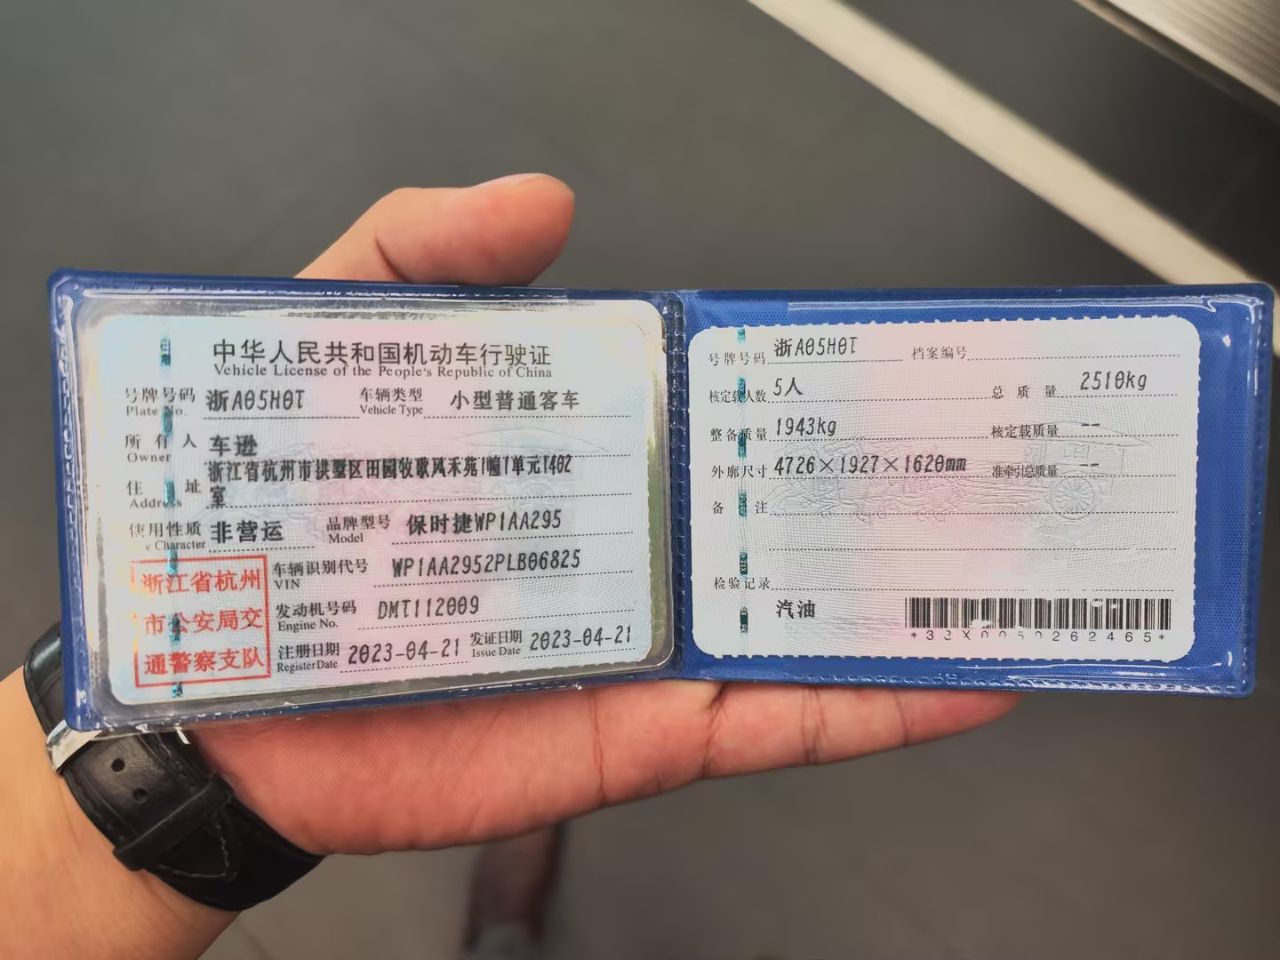 中华人民共和国机动车行驶证
Vehicle License of the People's Republic of China
号牌号码 浙A05H0T 车辆类型 小型普通客车
Plate No. Vehicle Type
所有人 车逊
Owner
浙江省杭州市拱墅区田园牧歌风禾苑1幢1单元1402
住址 室
Address
使用性质 非营运 品牌型号 保时捷WP1AA295
e Character Model
浙江省杭州
市公安局交
通警察支队
车辆识别代号 WP1AA2952PLB06825
VIN
发动机号码 DMT112009
Engine No.
注册日期 2023-04-21 发证日期 2023-04-21
Register Date Issue Date
号牌号码 浙A05H0T 档案编号
核定载人数 5人 总质量 2510kg
整备质量 1943kg 核定载质量 --
外廓尺寸 4726×1927×1620mm 准牵引总质量 --
备注
检验记录
汽油